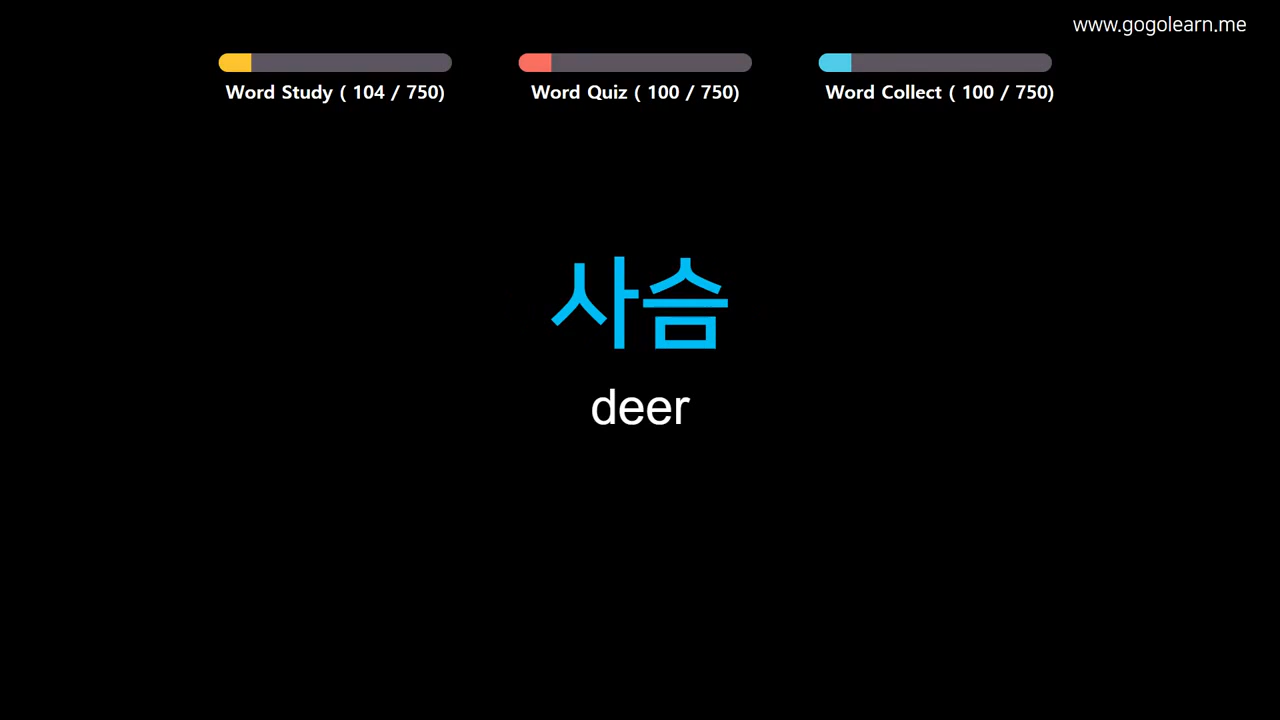 www.gogolearn.me
Word Study ( 104 / 750)
Word Quiz ( 100 / 750)
Word Collect ( 100 / 750)
사슴
deer